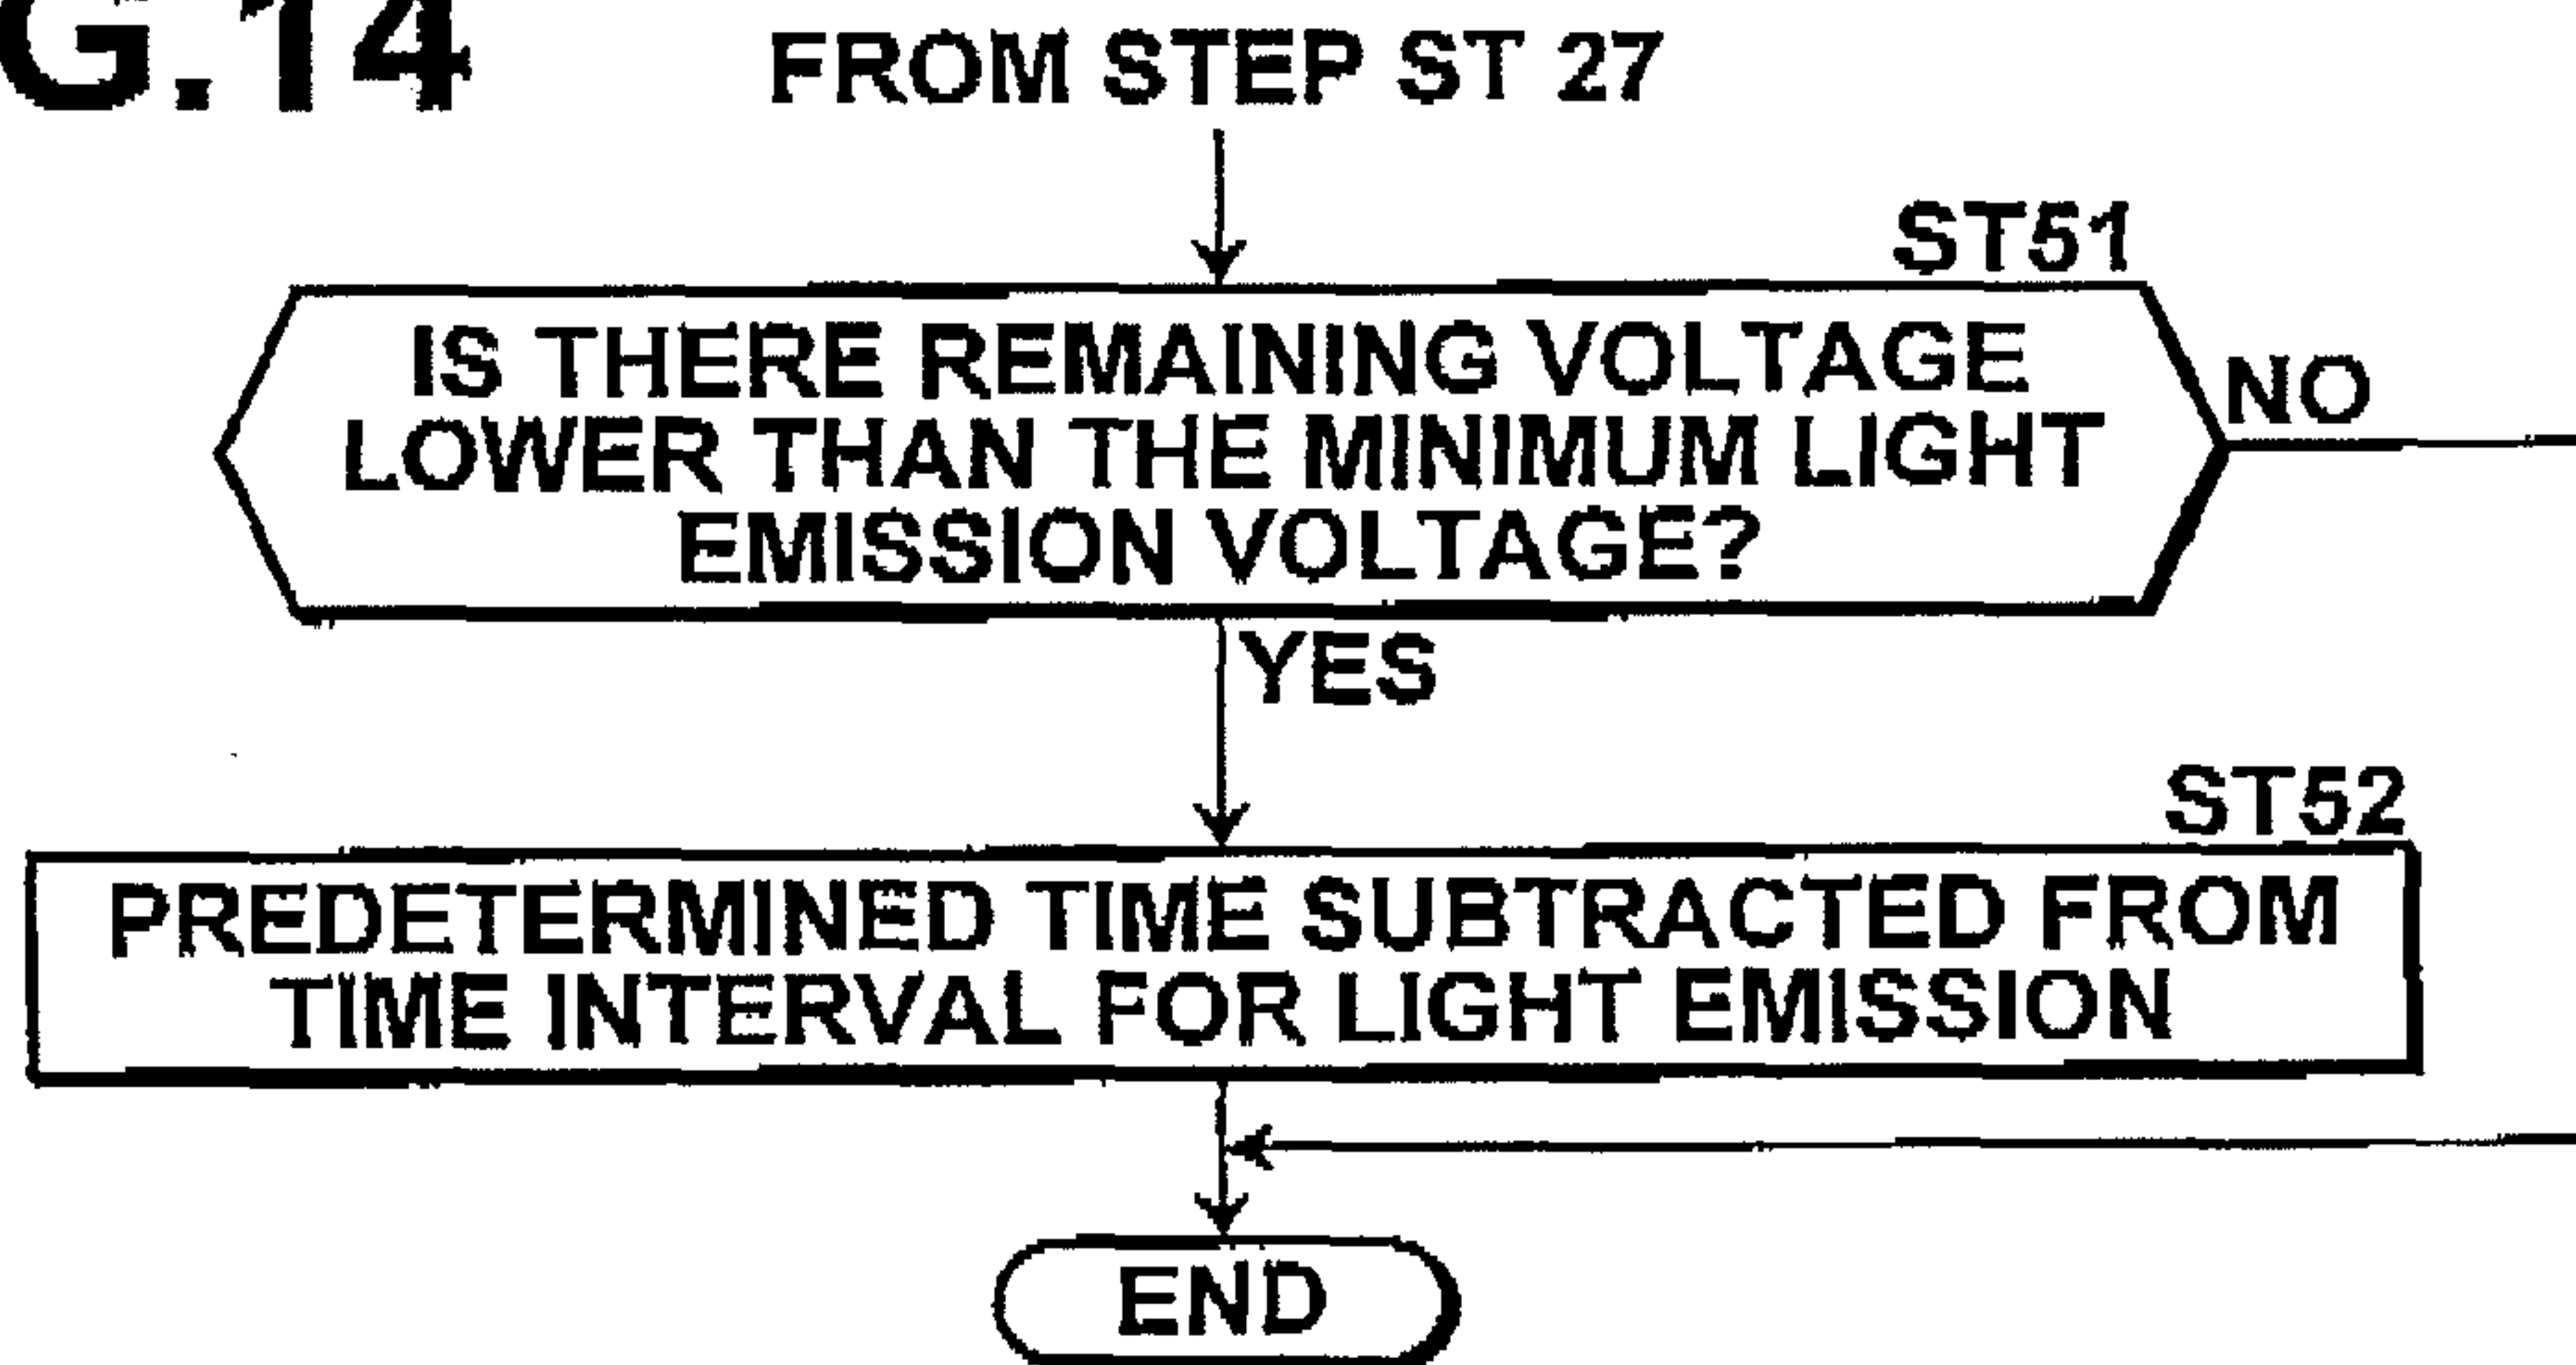 G.14
FROM STEP ST 27
ST51
IS THERE REMAINING VOLTAGE
LOWER THAN THE MINIMUM LIGHT
EMISSION VOLTAGE?
NO
YES
ST52
PREDETERMINED TIME SUBTRACTED FROM
TIME INTERVAL FOR LIGHT EMISSION
END